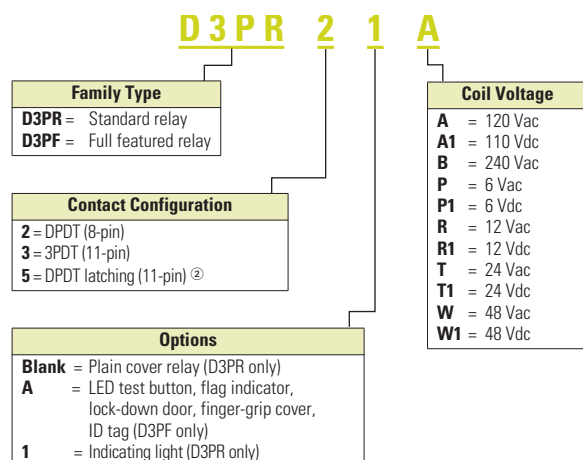 D3PR 2 1 A
Family Type
D3PR = Standard relay
D3PF = Full featured relay
Contact Configuration
2 = DPDT (8-pin)
3 = 3PDT (11-pin)
5 = DPDT latching (11-pin) ②
Options
Blank = Plain cover relay (D3PR only)
A = LED test button, flag indicator,
lock-down door, finger-grip cover,
ID tag (D3PF only)
1 = Indicating light (D3PR only)
Coil Voltage
A = 120 Vac
A1 = 110 Vdc
B = 240 Vac
P = 6 Vac
P1 = 6 Vdc
R = 12 Vac
R1 = 12 Vdc
T = 24 Vac
T1 = 24 Vdc
W = 48 Vac
W1 = 48 Vdc